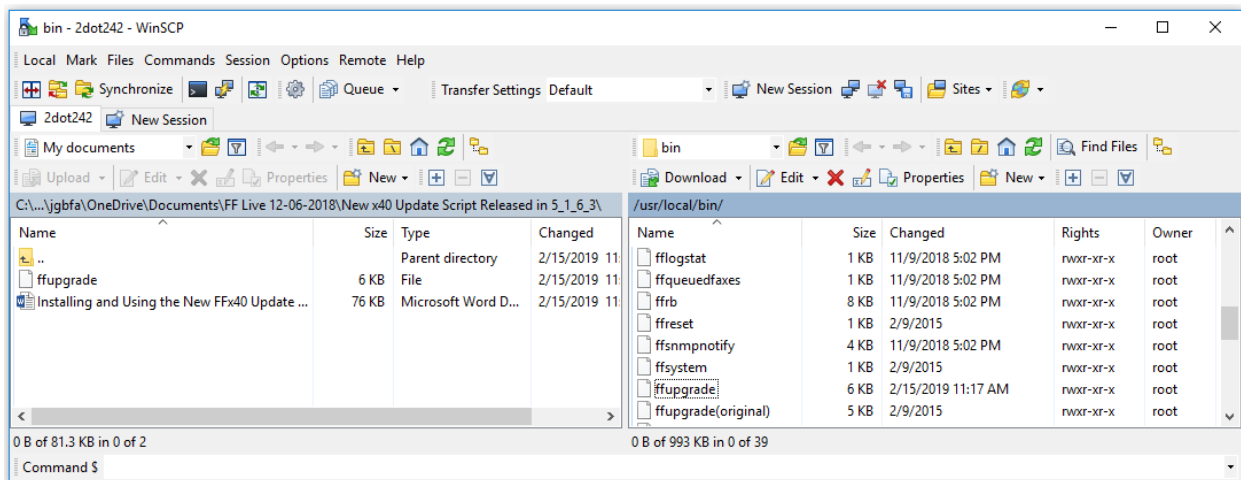 bin - 2dot242 - WinSCP
Local Mark Files Commands Session Options Remote Help
Synchronize Queue Transfer Settings Default New Session Sites
2dot242 New Session
My documents bin Find Files
Upload Edit Properties New Download Edit Properties New
C:\...\jgbfa\OneDrive\Documents\FF Live 12-06-2018\New x40 Update Script Released in 5_1_6_3\ /usr/local/bin/
Name Size Type Changed Name Size Changed Rights Owner
.. Parent directory 2/15/2019 11: fflogstat 1 KB 11/9/2018 5:02 PM rwxr-xr-x root
ffupgrade 6 KB File 2/15/2019 11: ffqueuedfaxes 1 KB 11/9/2018 5:02 PM rwxr-xr-x root
Installing and Using the New FFx40 Update ... 76 KB Microsoft Word D... 2/15/2019 11: ffrb 8 KB 11/9/2018 5:02 PM rwxr-xr-x root
ffreset 1 KB 2/9/2015 rwxr-xr-x root
ffsnmpnotify 4 KB 11/9/2018 5:02 PM rwxr-xr-x root
ffsystem 1 KB 2/9/2015 rwxr-xr-x root
ffupgrade 6 KB 2/15/2019 11:17 AM rwxr-xr-x root
ffupgrade(original) 5 KB 2/9/2015 rwxr-xr-x root
0 B of 81.3 KB in 0 of 2 0 B of 993 KB in 0 of 39
Command $